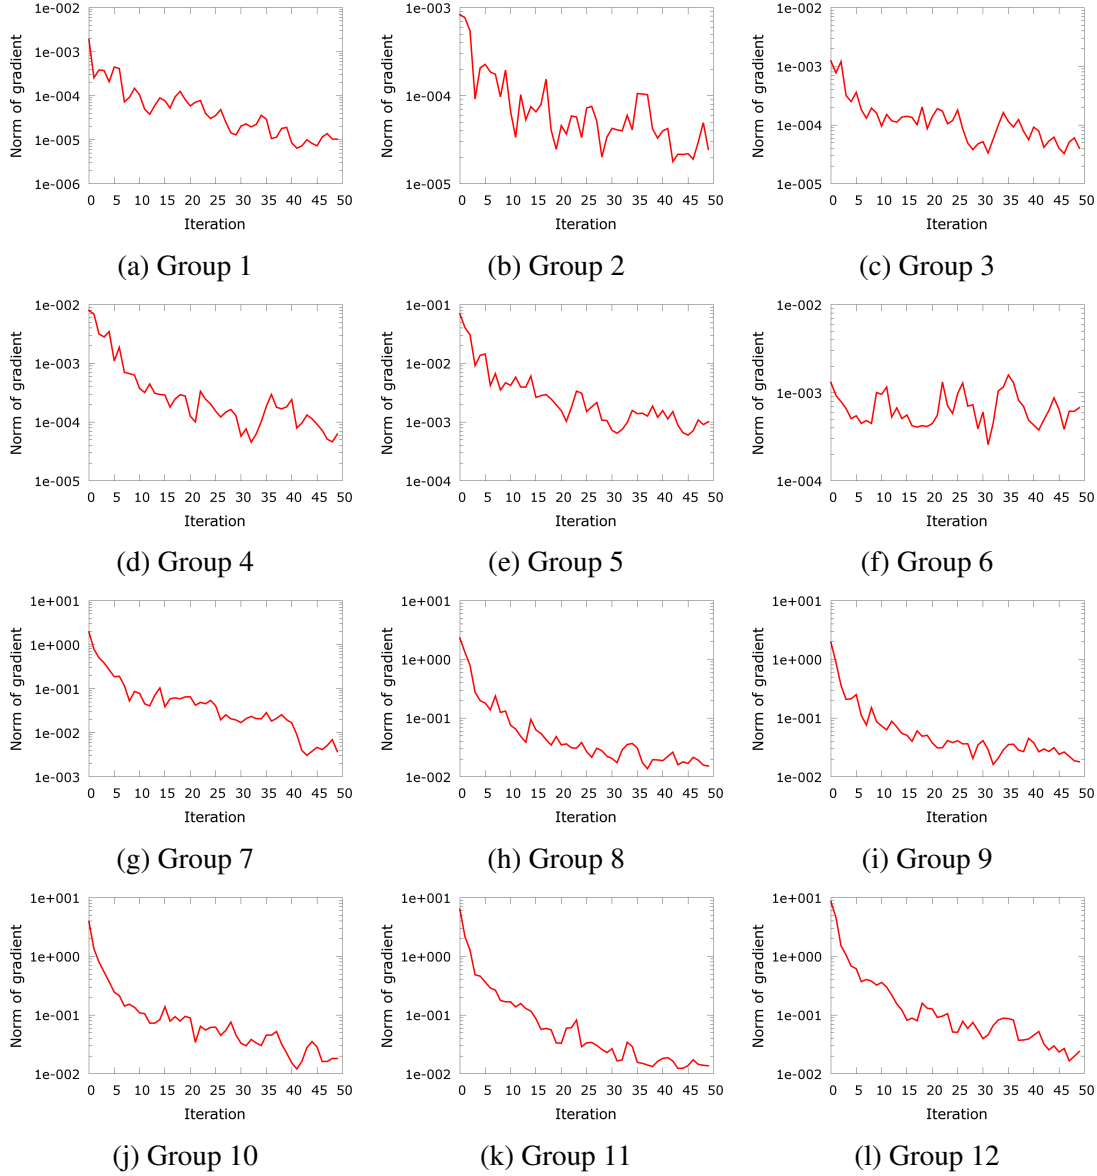 1e-002
1e-003
1e-004
1e-005
1e-006
Norm of gradient
0 5 10 15 20 25 30 35 40 45 50
Iteration
(a) Group 1
1e-003
1e-004
1e-005
Norm of gradient
0 5 10 15 20 25 30 35 40 45 50
Iteration
(b) Group 2
1e-002
1e-003
1e-004
1e-005
Norm of gradient
0 5 10 15 20 25 30 35 40 45 50
Iteration
(c) Group 3
1e-002
1e-003
1e-004
1e-005
Norm of gradient
0 5 10 15 20 25 30 35 40 45 50
Iteration
(d) Group 4
1e-001
1e-002
1e-003
1e-004
Norm of gradient
0 5 10 15 20 25 30 35 40 45 50
Iteration
(e) Group 5
1e-002
1e-003
1e-004
Norm of gradient
0 5 10 15 20 25 30 35 40 45 50
Iteration
(f) Group 6
1e+001
1e+000
1e-001
1e-002
1e-003
Norm of gradient
0 5 10 15 20 25 30 35 40 45 50
Iteration
(g) Group 7
1e+001
1e+000
1e-001
1e-002
Norm of gradient
0 5 10 15 20 25 30 35 40 45 50
Iteration
(h) Group 8
1e+001
1e+000
1e-001
1e-002
Norm of gradient
0 5 10 15 20 25 30 35 40 45 50
Iteration
(i) Group 9
1e+001
1e+000
1e-001
1e-002
Norm of gradient
0 5 10 15 20 25 30 35 40 45 50
Iteration
(j) Group 10
1e+001
1e+000
1e-001
1e-002
Norm of gradient
0 5 10 15 20 25 30 35 40 45 50
Iteration
(k) Group 11
1e+001
1e+000
1e-001
1e-002
Norm of gradient
0 5 10 15 20 25 30 35 40 45 50
Iteration
(l) Group 12